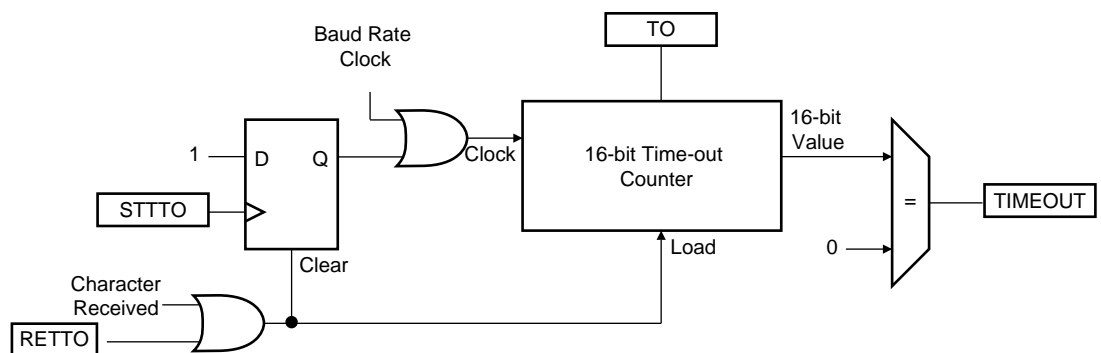 TO
Baud Rate
Clock
16-bit
Value
1
D
Q
Clock
16-bit Time-out
Counter
STTTO
=
TIMEOUT
Clear
Load
0
Character
Received
RETTO